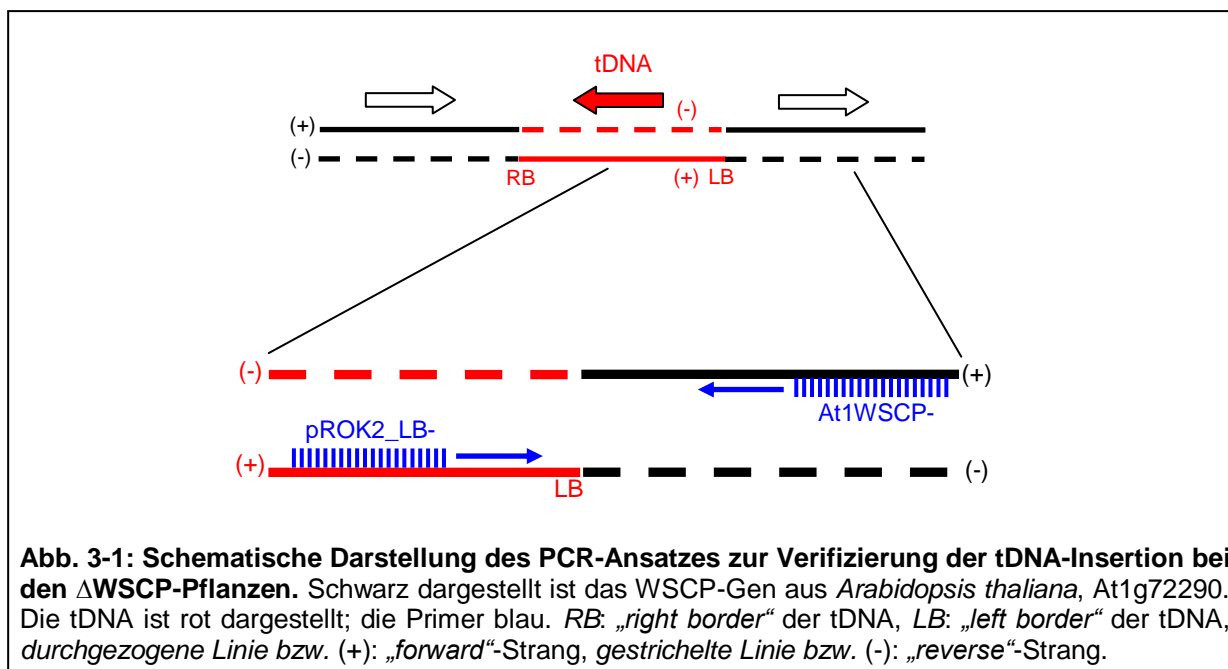 tDNA
(-)
(+)
(-)
RB
(+)
LB
(-)
(+)
At1WSCP-
pROK2_LB-
(+)
LB
(-)
Abb. 3-1: Schematische Darstellung des PCR-Ansatzes zur Verifizierung der tDNA-Insertion bei
den ΔWSCP-Pflanzen. Schwarz dargestellt ist das WSCP-Gen aus Arabidopsis thaliana, At1g72290.
Die tDNA ist rot dargestellt; die Primer blau. RB: „right border“ der tDNA, LB: „left border“ der tDNA,
durchgezogene Linie bzw. (+): „forward“-Strang, gestrichelte Linie bzw. (-): „reverse“-Strang.